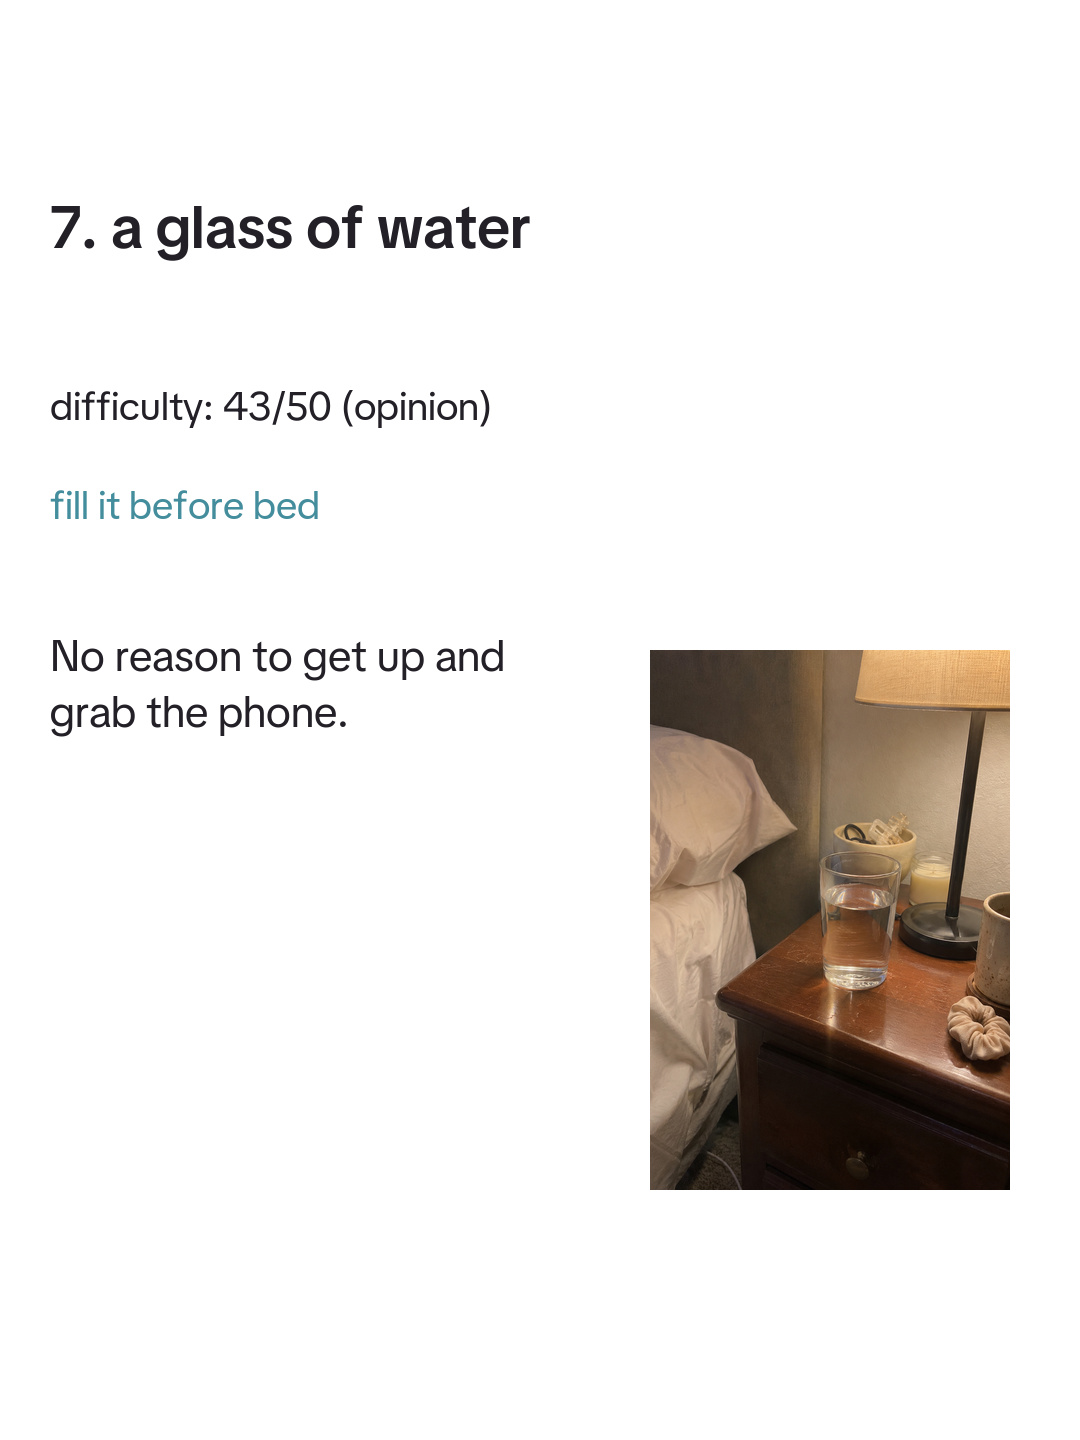 7. a glass of water
difficulty: 43/50 (opinion)
fill it before bed
No reason to get up and
grab the phone.